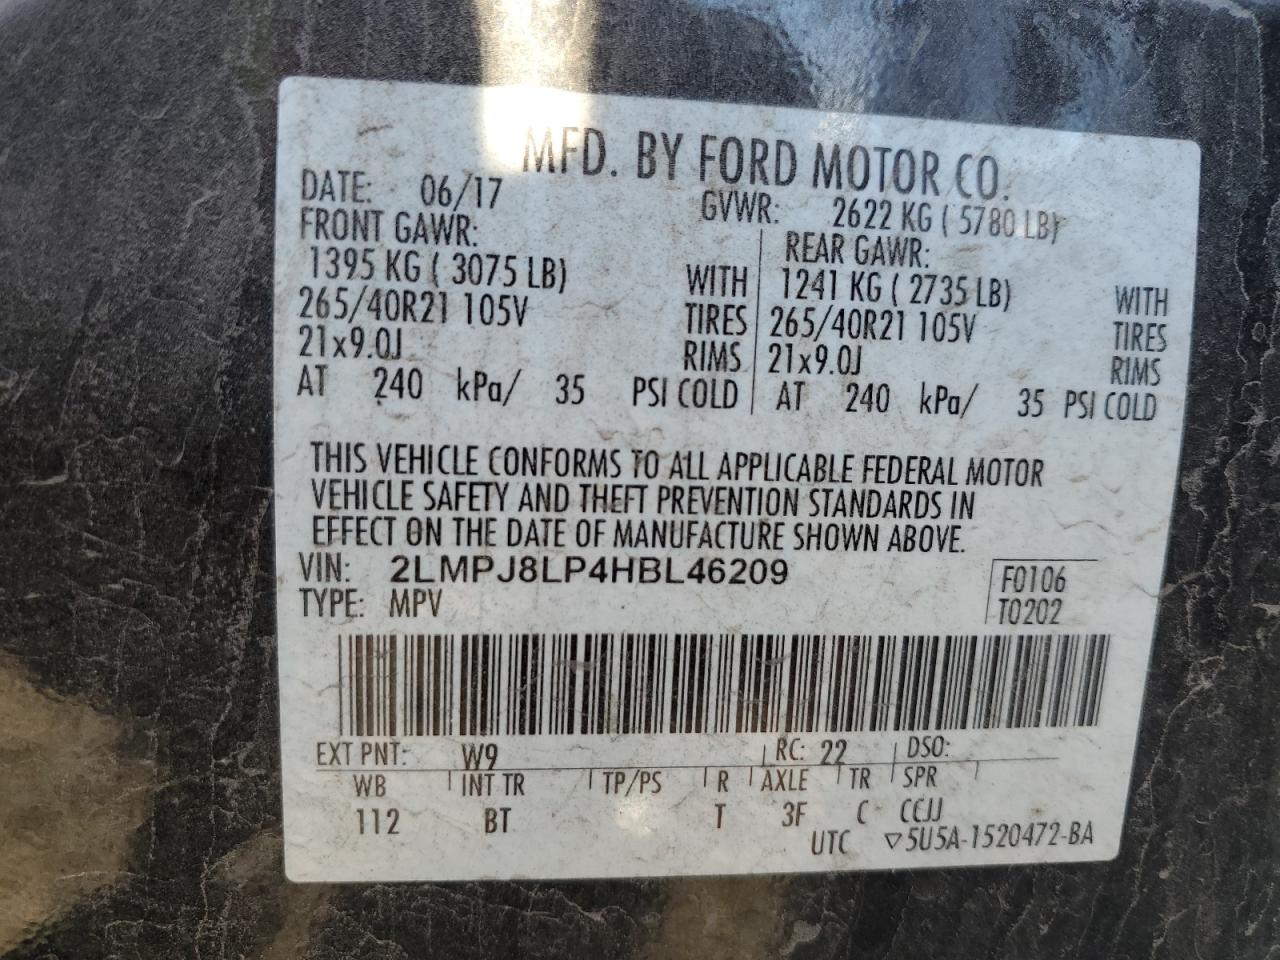 MFD. BY FORD MOTOR CO.
DATE: 06/17 GVWR: 2622 KG ( 5780 LB)
FRONT GAWR: REAR GAWR:
1395 KG ( 3075 LB) WITH 1241 KG ( 2735 LB) WITH
265/40R21 105V TIRES 265/40R21 105V TIRES
21x9.0J RIMS 21x9.0J RIMS
AT 240 kPa/ 35 PSI COLD AT 240 kPa/ 35 PSI COLD
THIS VEHICLE CONFORMS TO ALL APPLICABLE FEDERAL MOTOR
VEHICLE SAFETY AND THEFT PREVENTION STANDARDS IN
EFFECT ON THE DATE OF MANUFACTURE SHOWN ABOVE.
VIN: 2LMPJ8LP4HBL46209 F0106
TYPE: MPV T0202
EXT PNT: W9 RC: 22 DSO:
WB INT TR TP/PS R AXLE TR SPR
112 BT T 3F C CCJJ
UTC ▽5U5A-1520472-BA